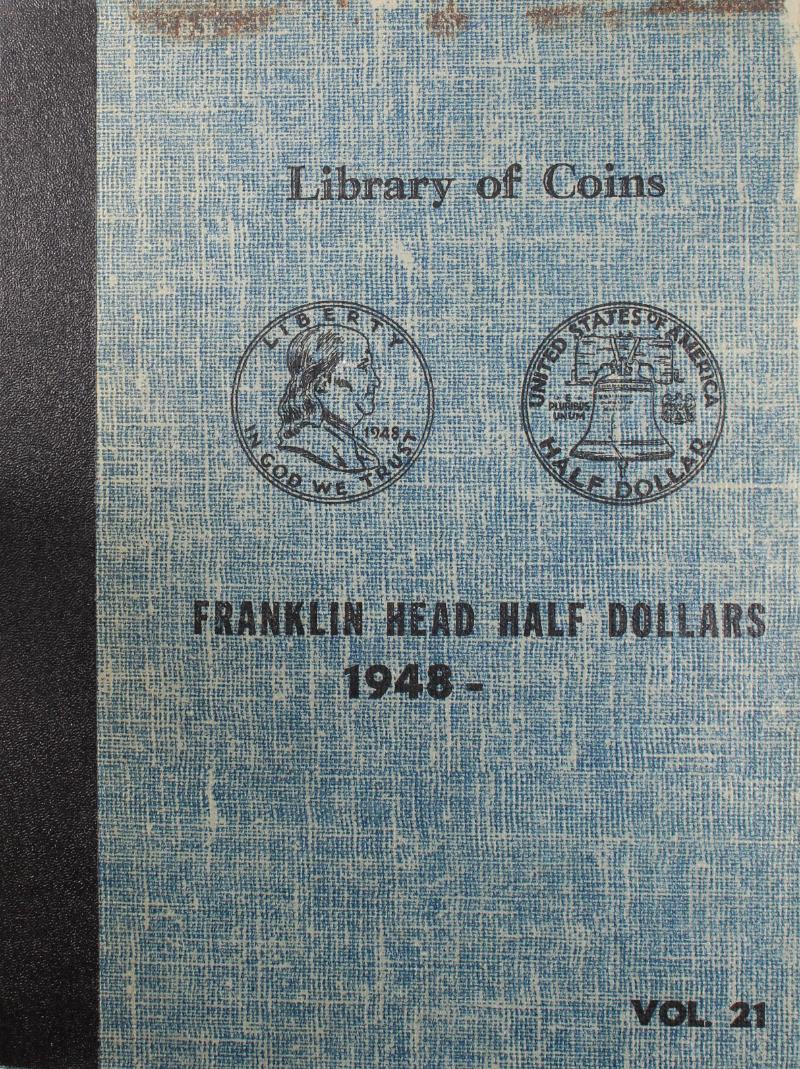 Library of Coins
LIBERTY
1948
IN GOD WE TRUST
UNITED STATES OF AMERICA
E
PLURIBUS
UNUM
HALF DOLLAR
FRANKLIN HEAD HALF DOLLARS
1948-
VOL. 21